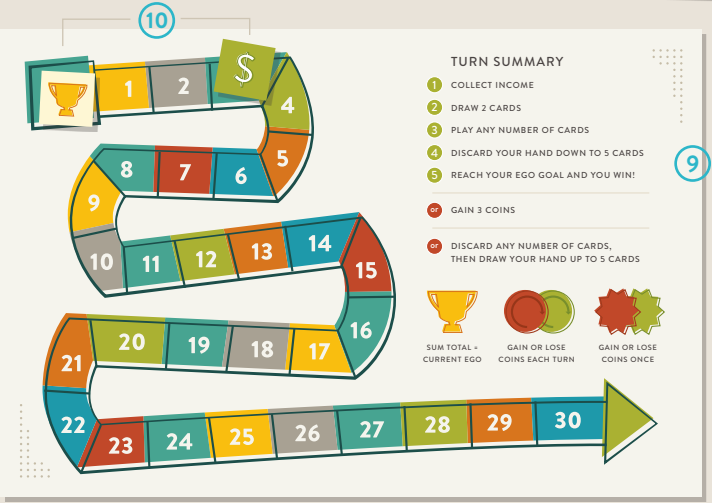 10
1 2 $ 4
5
6
7
8
9
10
11 12 13 14
15
16
17
18
19
20
21
22
23 24 25 26 27 28 29 30
TURN SUMMARY
1 COLLECT INCOME
2 DRAW 2 CARDS
3 PLAY ANY NUMBER OF CARDS
4 DISCARD YOUR HAND DOWN TO 5 CARDS
5 REACH YOUR EGO GOAL AND YOU WIN!
or GAIN 3 COINS
or DISCARD ANY NUMBER OF CARDS,
THEN DRAW YOUR HAND UP TO 5 CARDS
SUM TOTAL =
CURRENT EGO
GAIN OR LOSE
COINS EACH TURN
GAIN OR LOSE
COINS ONCE
9